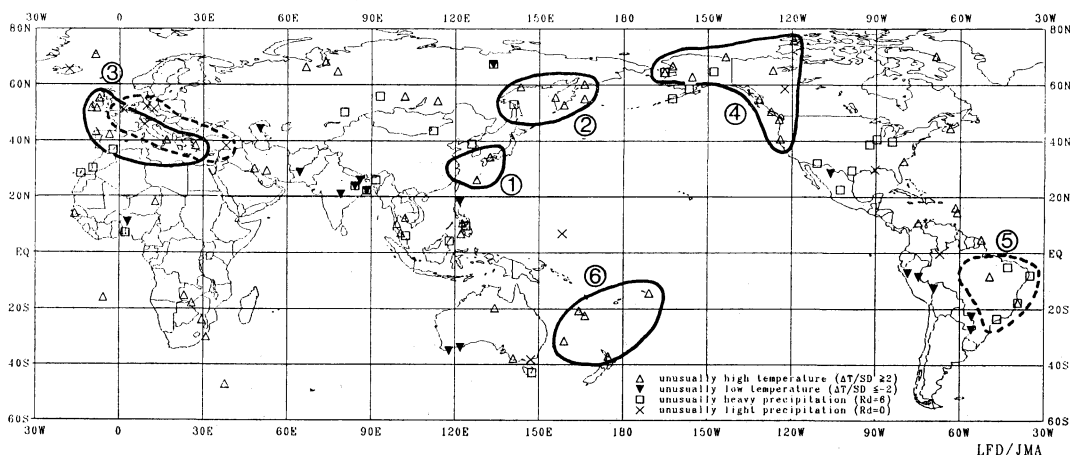 30W 0 30E 60E 90E 120E 150E 180 150W 120W 90W 60W 30W
80N 80N
③
60N 60N
② ④
40N 40N
①
20N 20N
⑤
EQ EQ
⑥
20S 20S
40S 40S
△ unusually high temperature (ΔT/SD ≧2)
▼ unusually low temperature (ΔT/SD ≦-2)
□ unusually heavy precipitation (Rd=6)
× unusually light precipitation (Rd=0)
60S 60S
30W 0 30E 60E 90E 120E 150E 180 150W 120W 90W 60W 30W
LFD/JMA